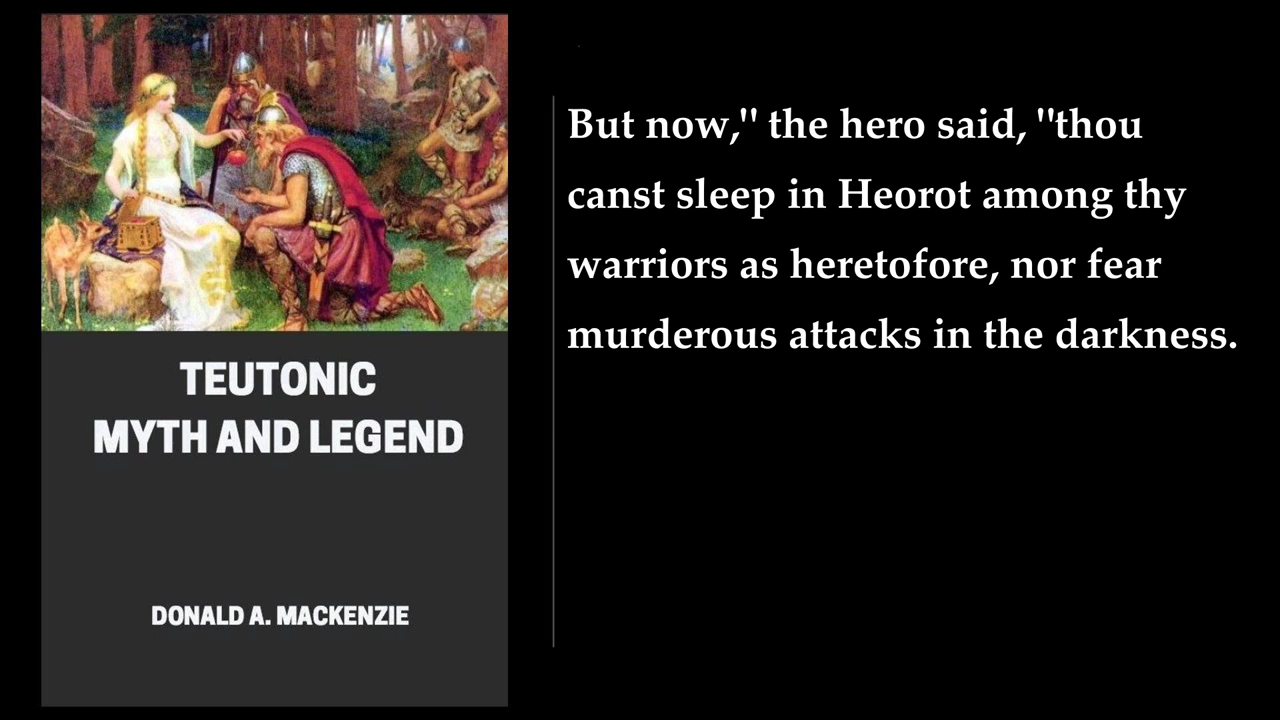 TEUTONIC
MYTH AND LEGEND
DONALD A. MACKENZIE
But now," the hero said, "thou
canst sleep in Heorot among thy
warriors as heretofore, nor fear
murderous attacks in the darkness.